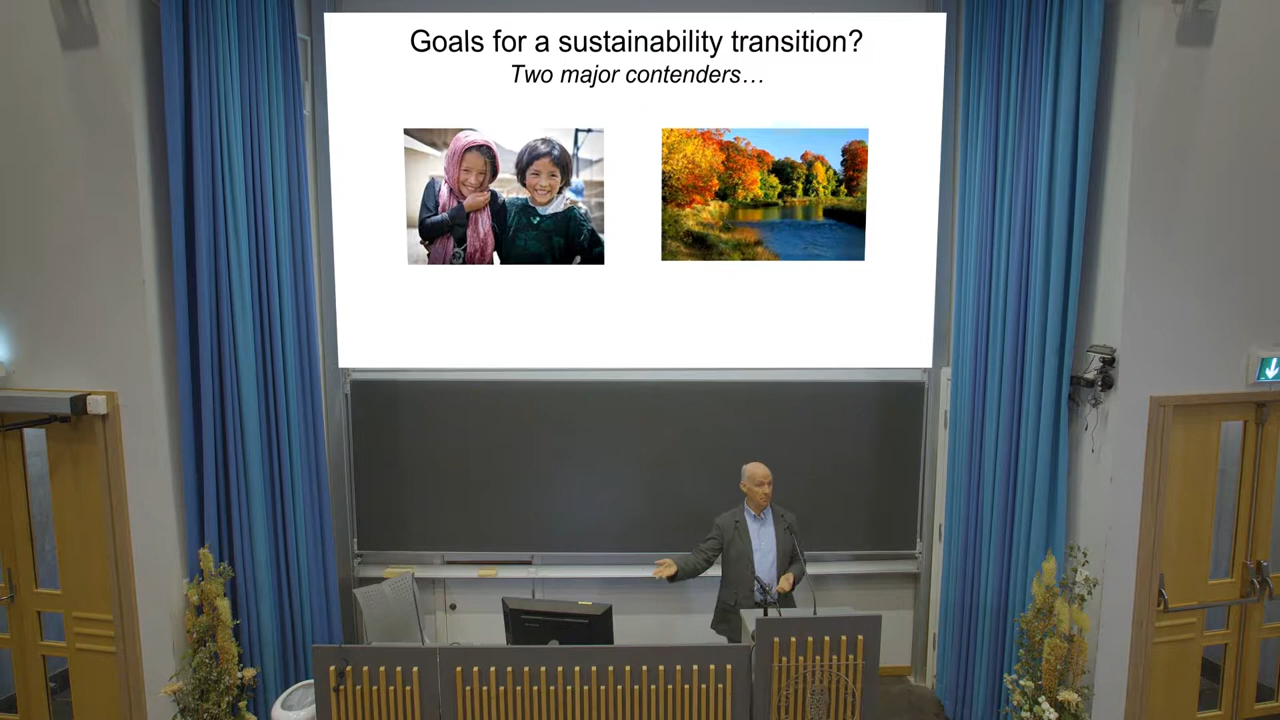 Goals for a sustainability transition?
Two major contenders…